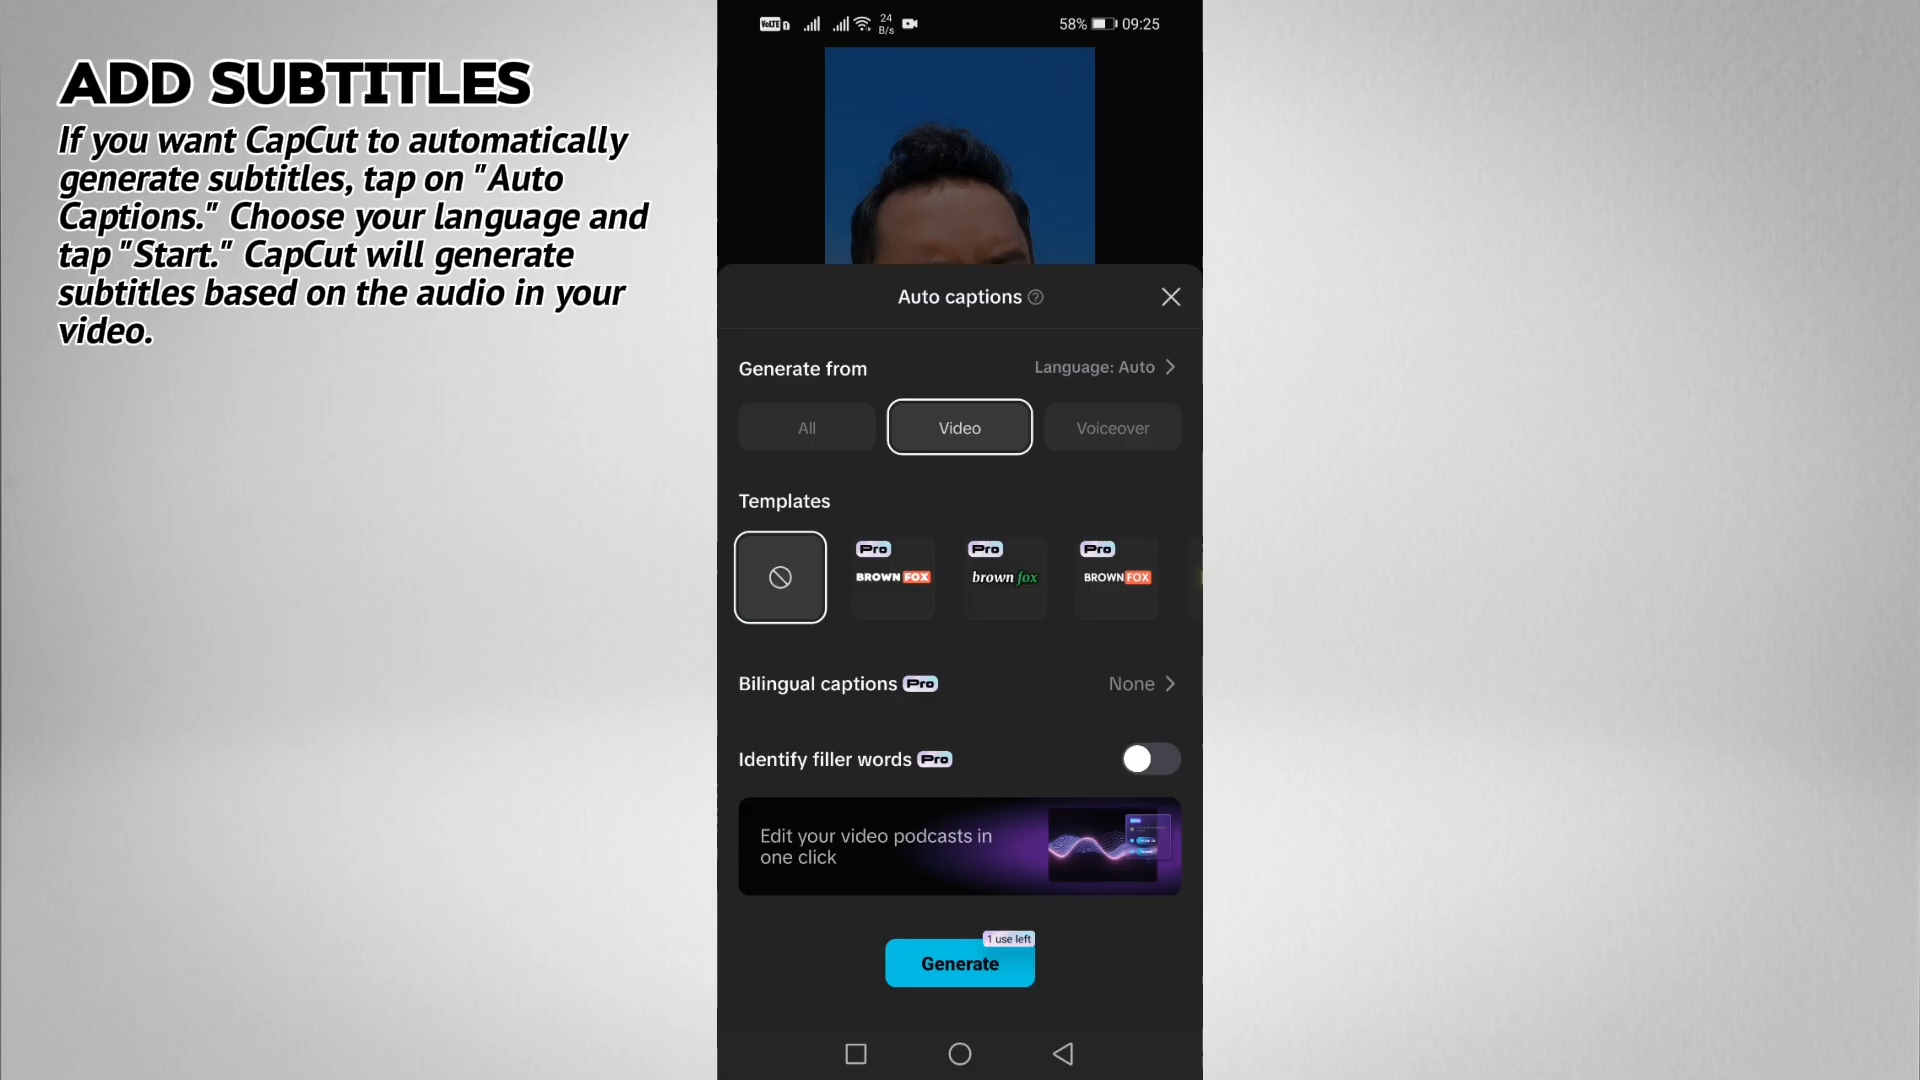 ADD SUBTITLES
If you want CapCut to automatically
generate subtitles, tap on "Auto
Captions." Choose your language and
tap "Start." CapCut will generate
subtitles based on the audio in your
video.
VoLTE 1 24 B/s 58% 09:25
Auto captions
Generate from Language: Auto
All Video Voiceover
Templates
Pro Pro Pro
BROWN FOX brown fox BROWN FOX
Bilingual captions Pro None
Identify filler words Pro
Edit your video podcasts in
one click
1 use left
Generate